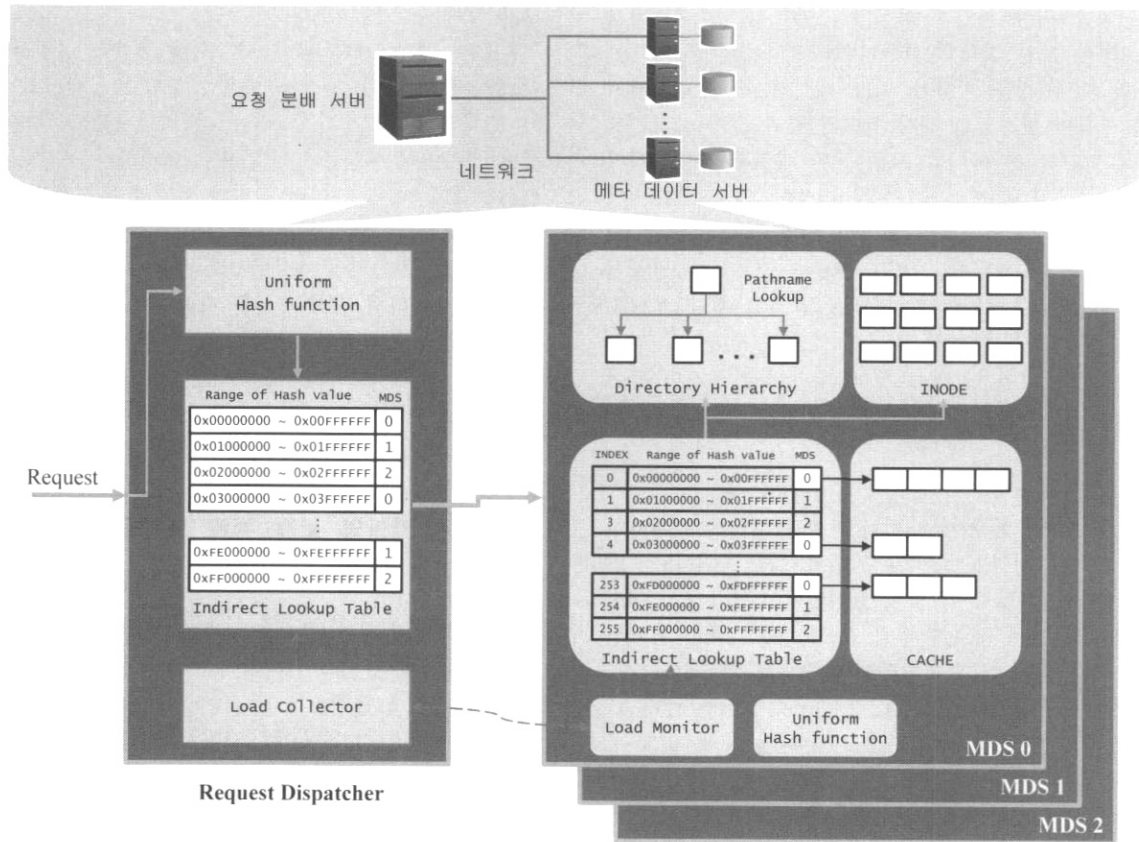 요청 분배 서버
네트워크
메타 데이터 서버
Uniform
Hash function
Range of Hash value MDS
0x00000000 ~ 0x00FFFFFF 0
0x01000000 ~ 0x01FFFFFF 1
0x02000000 ~ 0x02FFFFFF 2
0x03000000 ~ 0x03FFFFFF 0
⋮
0xFE000000 ~ 0xFEFFFFFF 1
0xFF000000 ~ 0xFFFFFFFF 2
Indirect Lookup Table
Request
Load Collector
Request Dispatcher
Pathname
Lookup
Directory Hierarchy
INODE
INDEX Range of Hash value MDS
0 0x00000000 ~ 0x00FFFFFF 0
1 0x01000000 ~ 0x01FFFFFF 1
3 0x02000000 ~ 0x02FFFFFF 2
4 0x03000000 ~ 0x03FFFFFF 0
⋮
253 0xFD000000 ~ 0xFDFFFFFF 0
254 0xFE000000 ~ 0xFEFFFFFF 1
255 0xFF000000 ~ 0xFFFFFFFF 2
Indirect Lookup Table
CACHE
Load Monitor
Uniform
Hash function
MDS 0
MDS 1
MDS 2